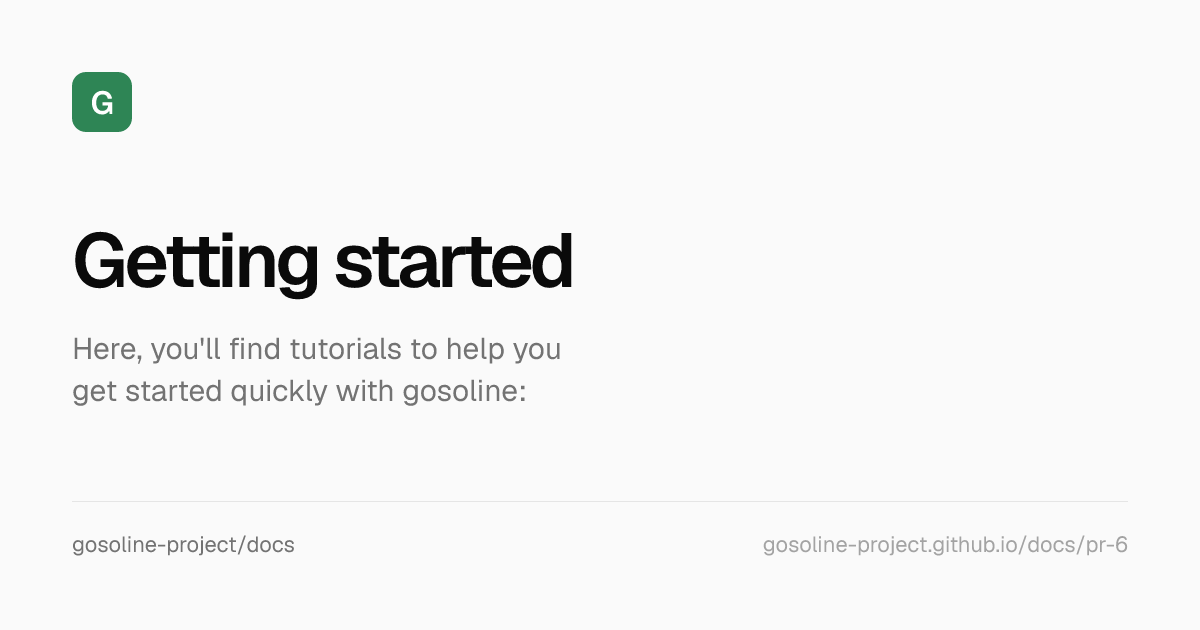 G
Getting started
Here, you'll find tutorials to help you
get started quickly with gosoline:
gosoline-project/docs
gosoline-project.github.io/docs/pr-6